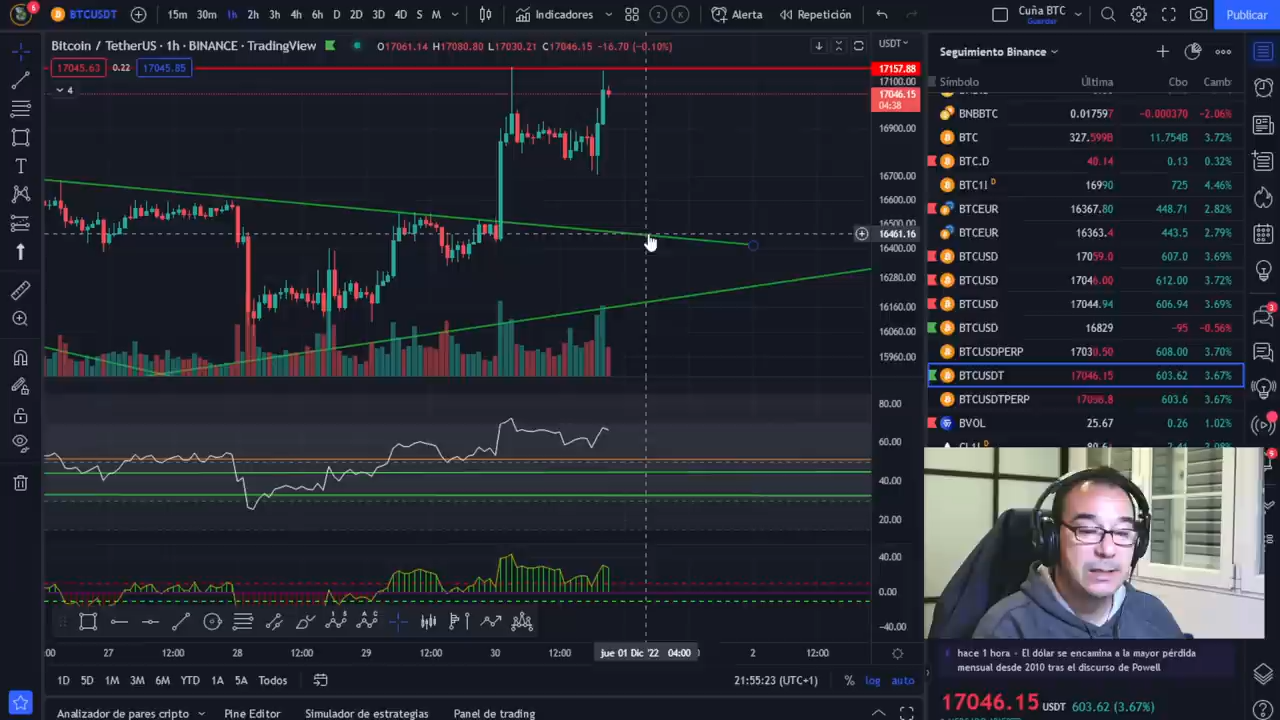 6 BTCUSDT 15m 30m 1h 2h 3h 4h 6h D 2D 3D 4D S M Indicadores Alerta Repetición Cuña BTC Guardar Publicar
Bitcoin / TetherUS · 1h · BINANCE · TradingView O17061.14 H17080.80 L17030.21 C17046.15 −16.70 (−0.10%) USDT
17045.63 0.22 17045.85
4
17157.88
17100.00
17046.15
04:38
16900.00
16700.00
16600.00
16500.00
16461.16
16400.00
16280.00
16160.00
16060.00
15960.00
80.00
60.00
40.00
20.00
40.00
0.00
−40.00
:00 27 12:00 28 12:00 29 12:00 30 12:00 jue 01 Dic '22 04:00 2 12:00
1D 5D 1M 3M 6M YTD 1A 5A Todos 21:55:23 (UTC+1) % log auto
Analizador de pares cripto Pine Editor Simulador de estrategias Panel de trading
Seguimiento Binance
Símbolo Última Cbo Camb
BNBBTC 0.017597 −0.000370 −2.06%
BTC 327.599B 11.754B 3.72%
BTC.D 40.14 0.13 0.32%
BTC1! D 16990 725 4.46%
BTCEUR 16367.80 448.71 2.82%
BTCEUR 16363.4 443.5 2.79%
BTCUSD 17059.0 607.0 3.69%
BTCUSD 17046.00 612.00 3.72%
BTCUSD 17044.94 606.94 3.69%
BTCUSD 16829 −95 −0.56%
BTCUSDPERP 17030.50 608.00 3.70%
BTCUSDT 17046.15 603.62 3.67%
BTCUSDTPERP 17056.8 603.6 3.67%
BVOL 25.67 0.26 1.02%
hace 1 hora - El dólar se encamina a la mayor pérdida
mensual desde 2010 tras el discurso de Powell
17046.15 USDT 603.62 (3.67%)
3